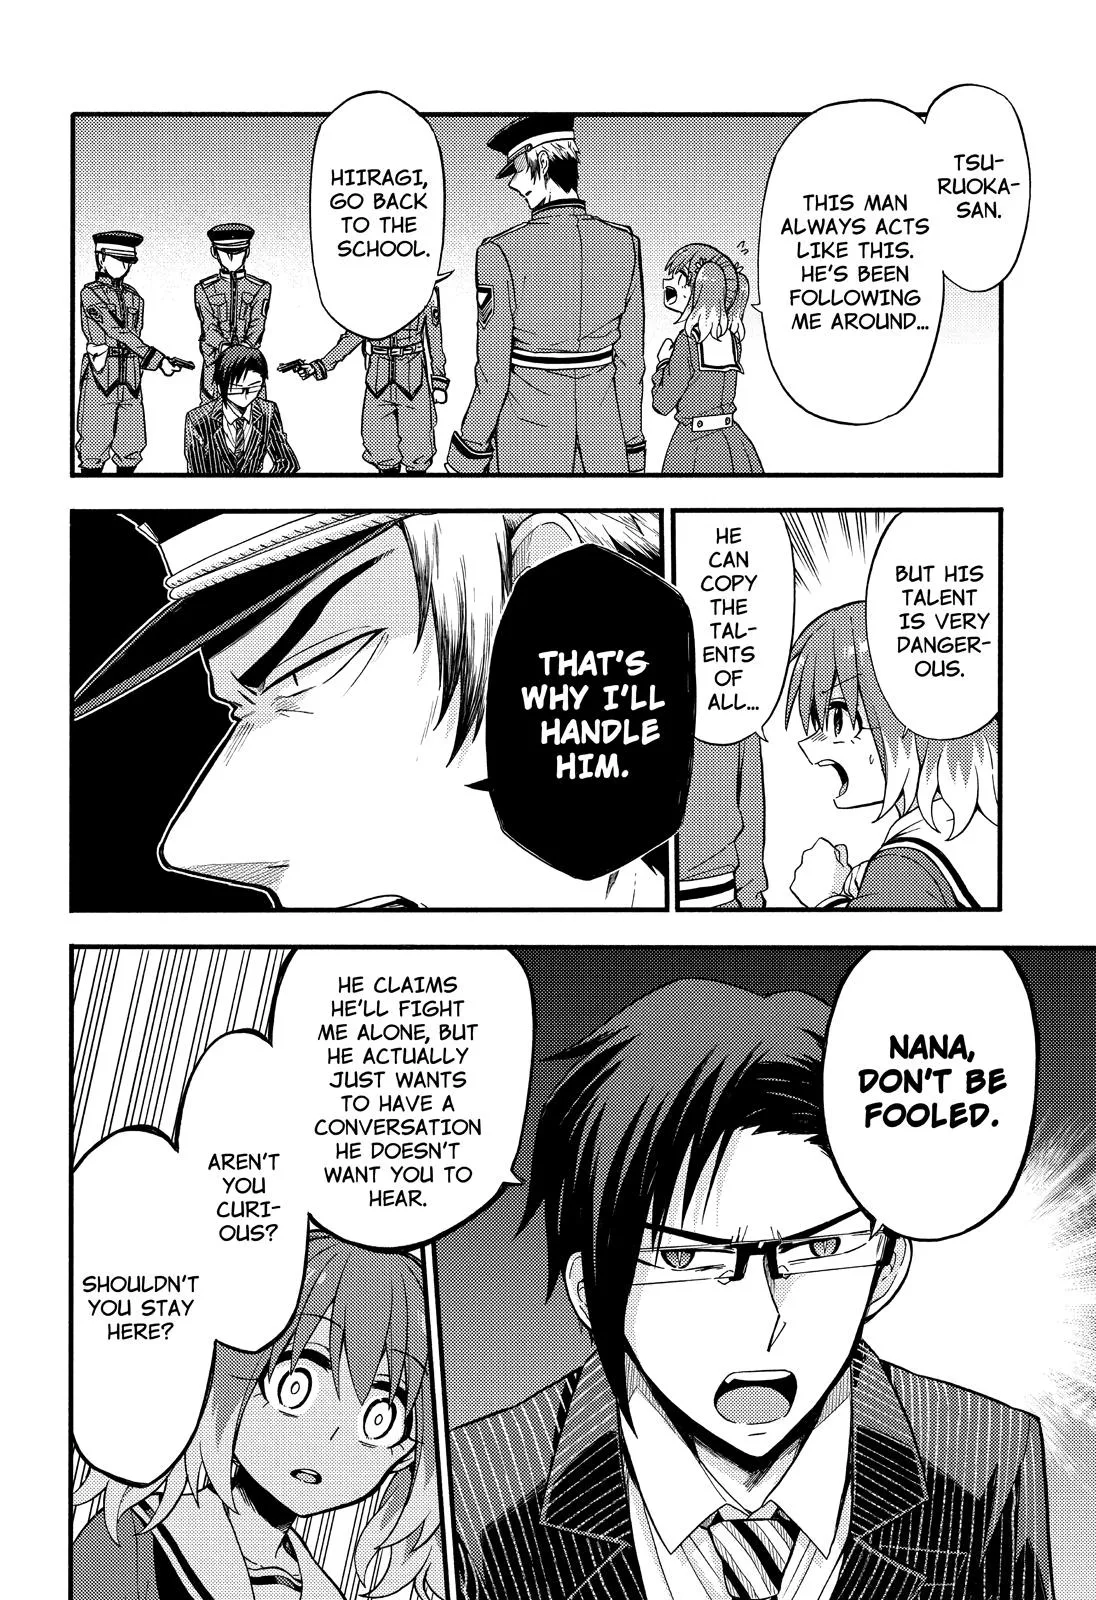 TSU-
RUOKA-
SAN.
THIS MAN
ALWAYS ACTS
LIKE THIS.
HE'S BEEN
FOLLOWING
ME AROUND...
HIIRAGI,
GO BACK
TO THE
SCHOOL.
BUT HIS
TALENT
IS VERY
DANGER-
OUS.
HE
CAN
COPY
THE
TAL-
ENTS
OF
ALL...
THAT'S
WHY I'LL
HANDLE
HIM.
NANA,
DON'T BE
FOOLED.
HE CLAIMS
HE'LL FIGHT
ME ALONE, BUT
HE ACTUALLY
JUST WANTS
TO HAVE A
CONVERSATION
HE DOESN'T
WANT YOU TO
HEAR.
AREN'T
YOU
CURI-
OUS?
SHOULDN'T
YOU STAY
HERE?